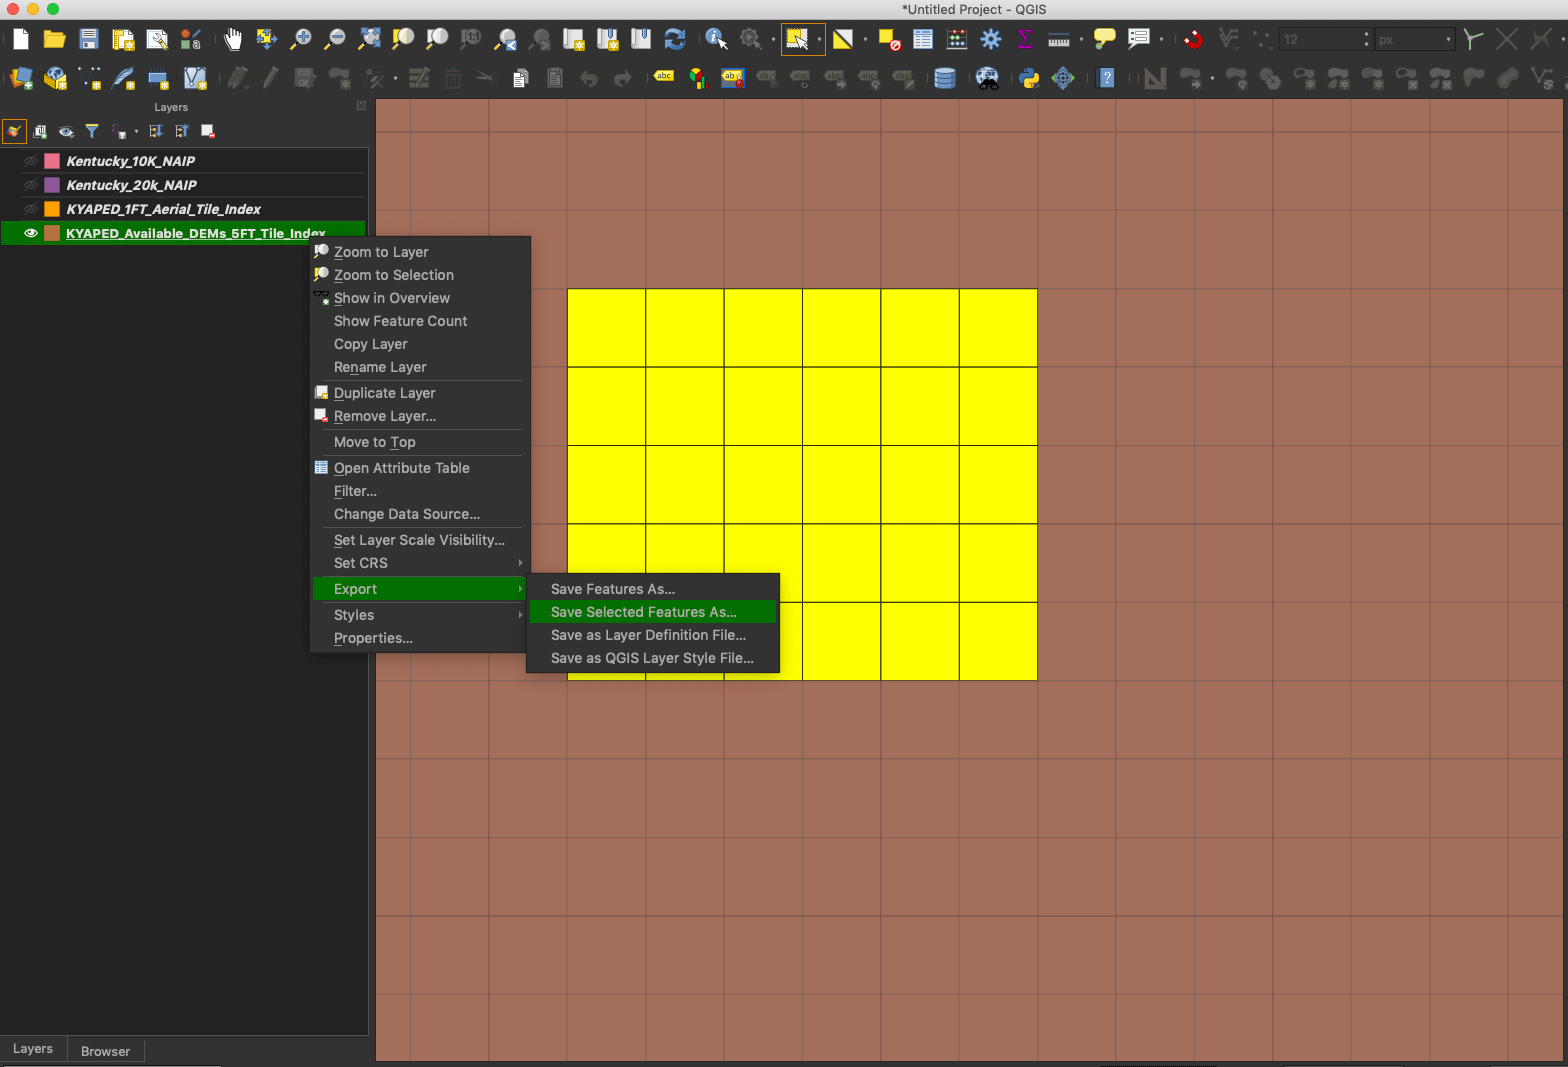 *Untitled Project - QGIS
12
px
abc
Layers
Kentucky_10K_NAIP
Kentucky_20k_NAIP
KYAPED_1FT_Aerial_Tile_Index
KYAPED_Available_DEMs_5FT_Tile_Index
Zoom to Layer
Zoom to Selection
Show in Overview
Show Feature Count
Copy Layer
Rename Layer
Duplicate Layer
Remove Layer...
Move to Top
Open Attribute Table
Filter...
Change Data Source...
Set Layer Scale Visibility...
Set CRS
Export
Styles
Properties...
Save Features As...
Save Selected Features As...
Save as Layer Definition File...
Save as QGIS Layer Style File...
Layers
Browser